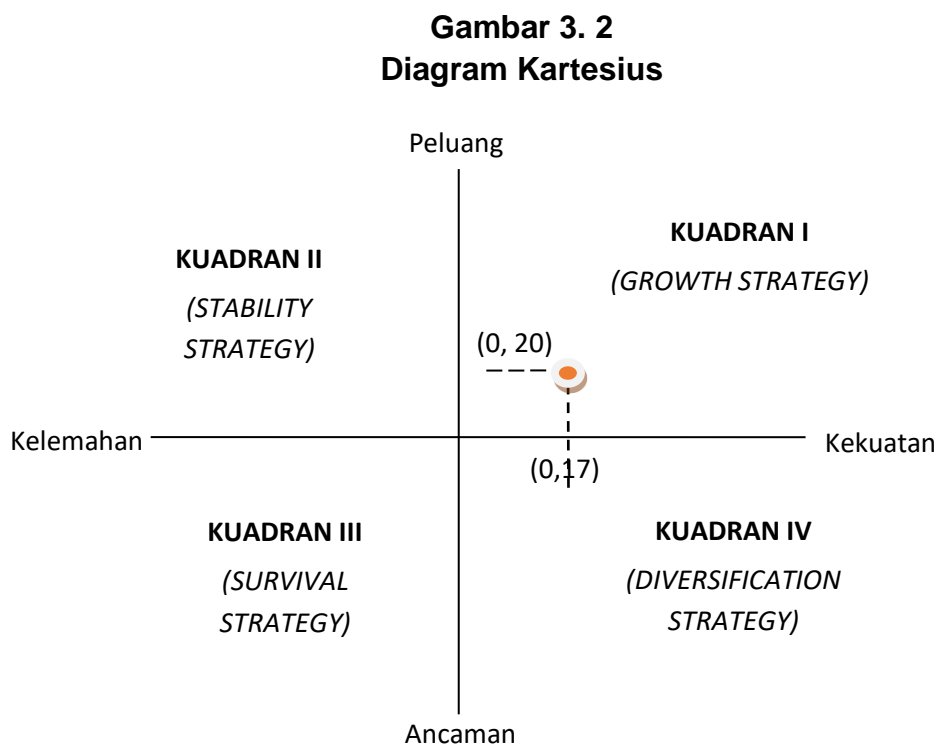 Gambar 3. 2
Diagram Kartesius
Peluang
KUADRAN I
(GROWTH STRATEGY)
KUADRAN II
(STABILITY
STRATEGY)
(0, 20)
Kelemahan
Kekuatan
(0,17)
KUADRAN III
(SURVIVAL
STRATEGY)
KUADRAN IV
(DIVERSIFICATION
STRATEGY)
Ancaman